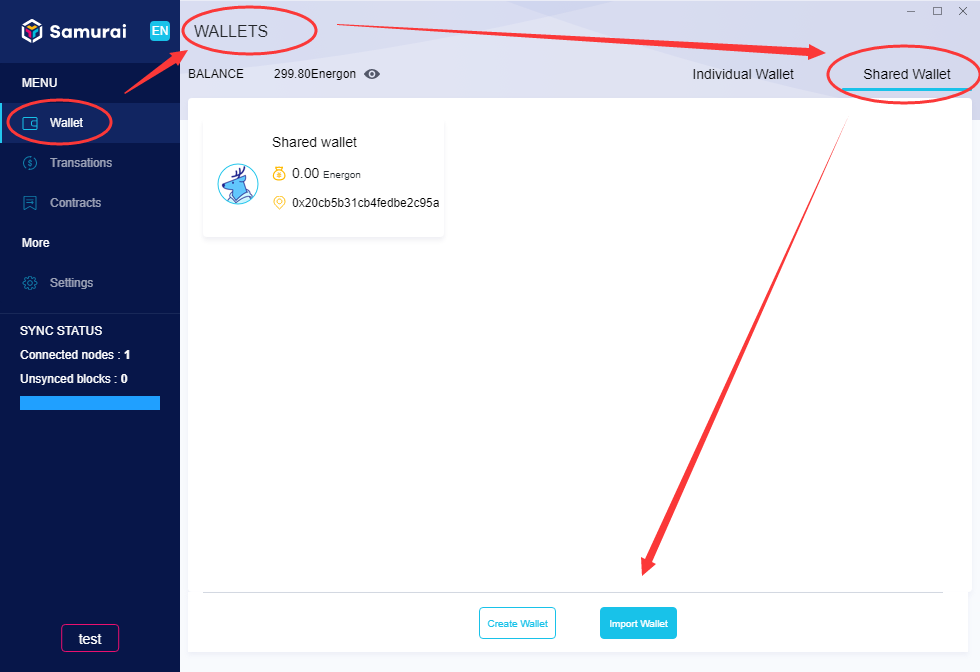 Samurai EN
MENU
Wallet
Transations
Contracts
More
Settings
SYNC STATUS
Connected nodes : 1
Unsynced blocks : 0
test
WALLETS
BALANCE 299.80Energon
Individual Wallet Shared Wallet
Shared wallet
0.00 Energon
0x20cb5b31cb4fedbe2c95a
Create Wallet Import Wallet